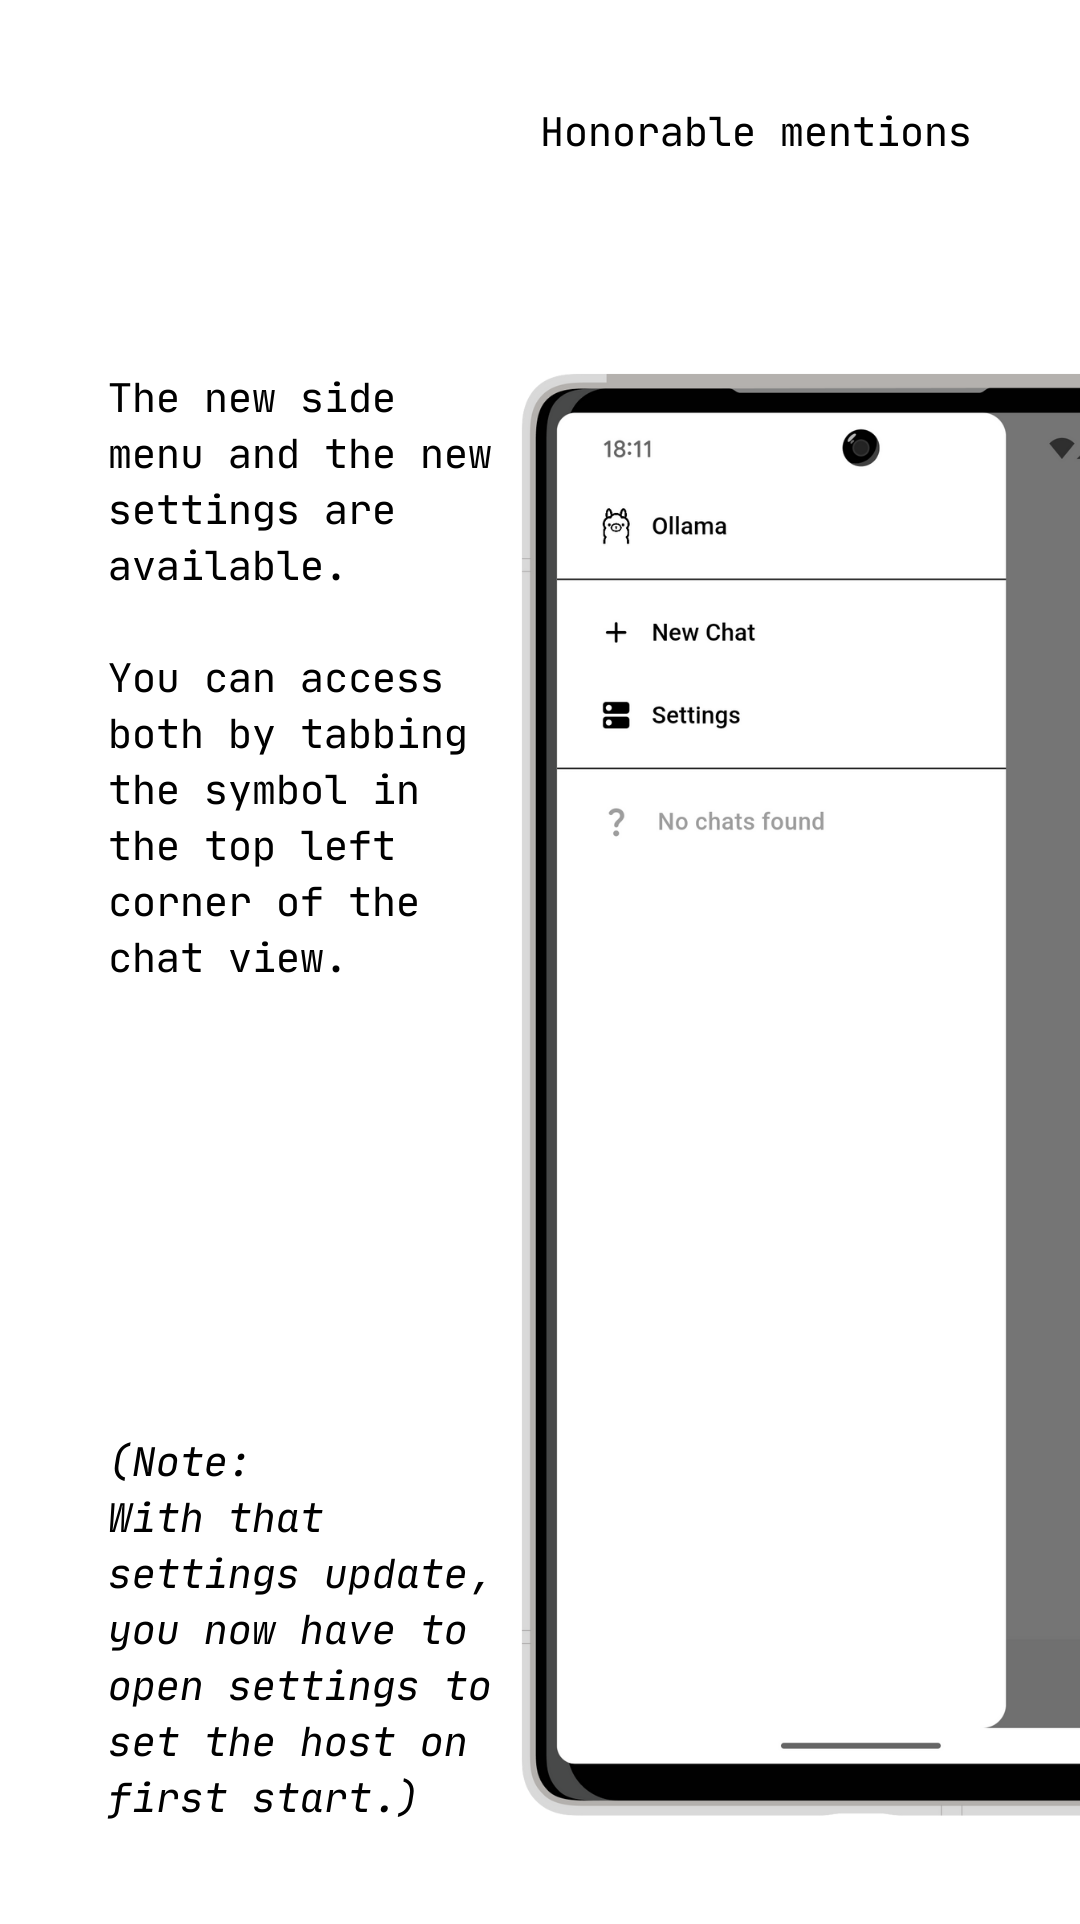 Honorable mentions
The new side
menu and the new
settings are
available.
You can access
both by tabbing
the symbol in
the top left
corner of the
chat view.
(Note:
With that
settings update,
you now have to
open settings to
set the host on
first start.)
18:11
Ollama
New Chat
Settings
No chats found